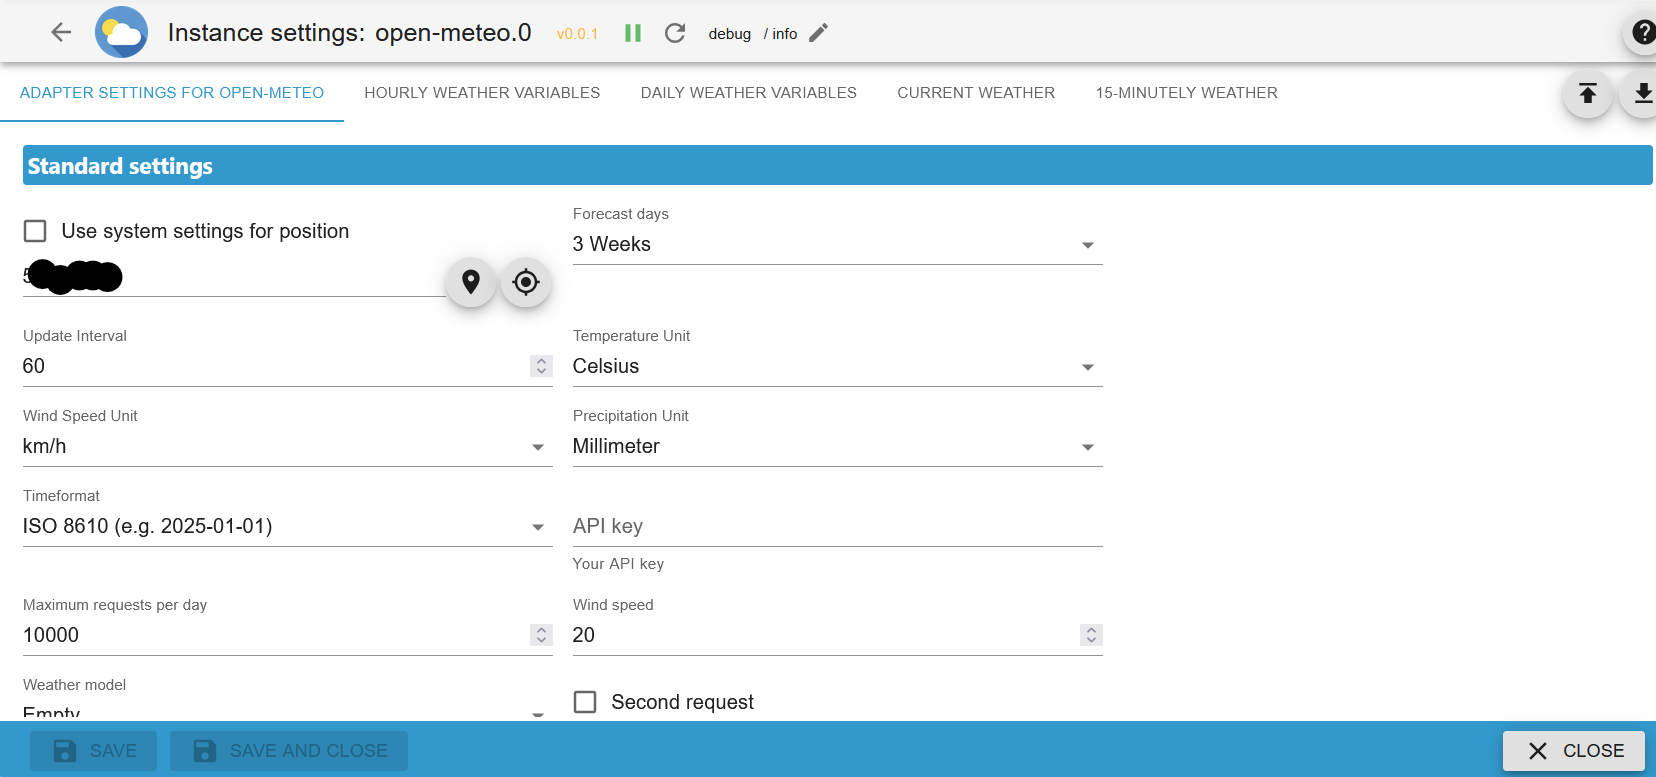 Instance settings: open-meteo.0 v0.0.1 debug / info
ADAPTER SETTINGS FOR OPEN-METEO HOURLY WEATHER VARIABLES DAILY WEATHER VARIABLES CURRENT WEATHER 15-MINUTELY WEATHER
Standard settings
Use system settings for position
Forecast days
3 Weeks
Update Interval
60
Temperature Unit
Celsius
Wind Speed Unit
km/h
Precipitation Unit
Millimeter
Timeformat
ISO 8610 (e.g. 2025-01-01)
API key
Your API key
Maximum requests per day
10000
Wind speed
20
Weather model
Empty
Second request
SAVE SAVE AND CLOSE CLOSE